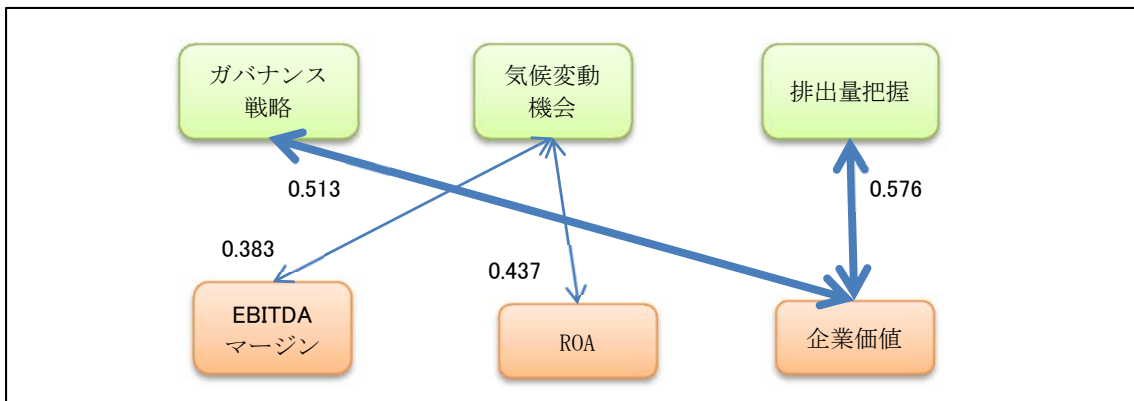 ガバナンス
戦略
気候変動
機会
排出量把握
0.513
0.576
0.383
0.437
EBITDA
マージン
ROA
企業価値